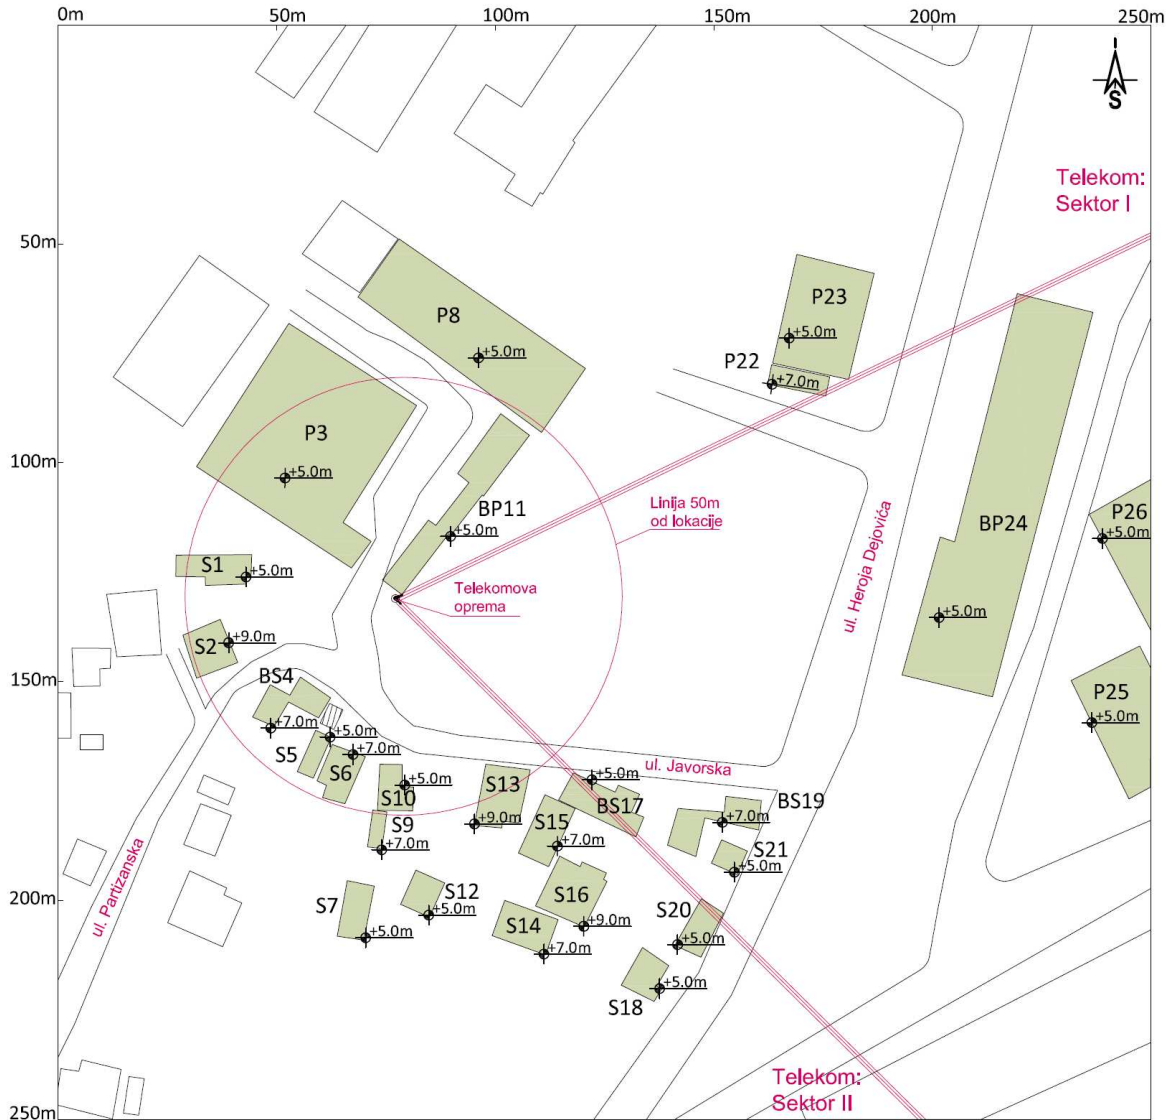 0m
50m
100m
150m
200m
250m
S
Telekom:
Sektor I
50m
P23
P8
+5.0m
+5.0m
P22
+7.0m
100m
P3
+5.0m
Linija 50m
od lokacije
P26
BP11
+5.0m
BP24
+5.0m
ul. Heroja Dejovića
S1
+5.0m
Telekomova
oprema
+5.0m
S2
+9.0m
150m
BS4
P25
+7.0m
+5.0m
+5.0m
S5
+7.0m
S6
ul. Javorska
+5.0m
S10
S13
+5.0m
BS17
BS19
+9.0m
S15
+7.0m
S9
+7.0m
+7.0m
S21
+5.0m
ul. Partizanska
200m
S7
S12
+5.0m
S16
+9.0m
S20
+5.0m
S14
+5.0m
+7.0m
+5.0m
S18
Telekom:
Sektor II
250m